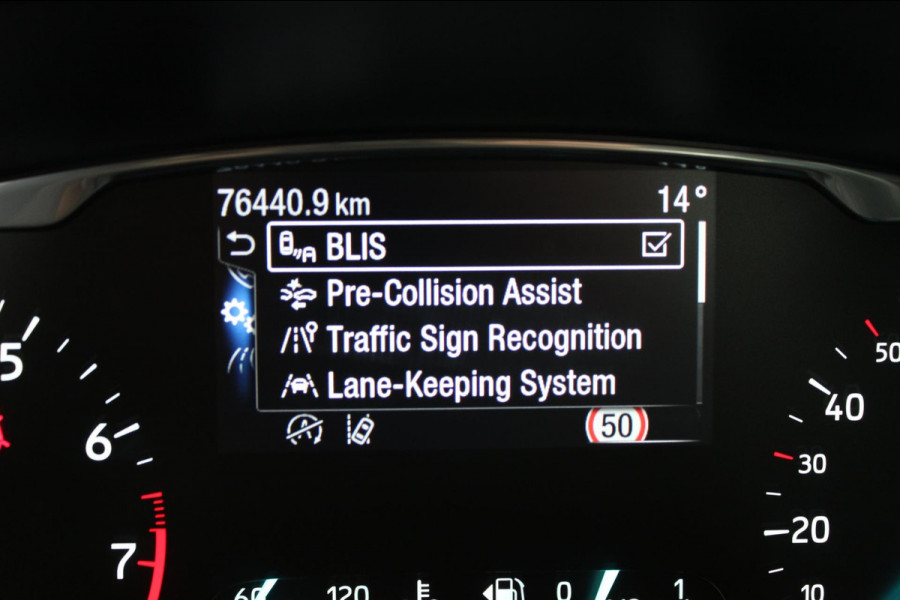 76440.9 km 14°
BLIS
Pre-Collision Assist
Traffic Sign Recognition
Lane-Keeping System
50
5
6
7
50
40
30
20
10
60 120 0 1